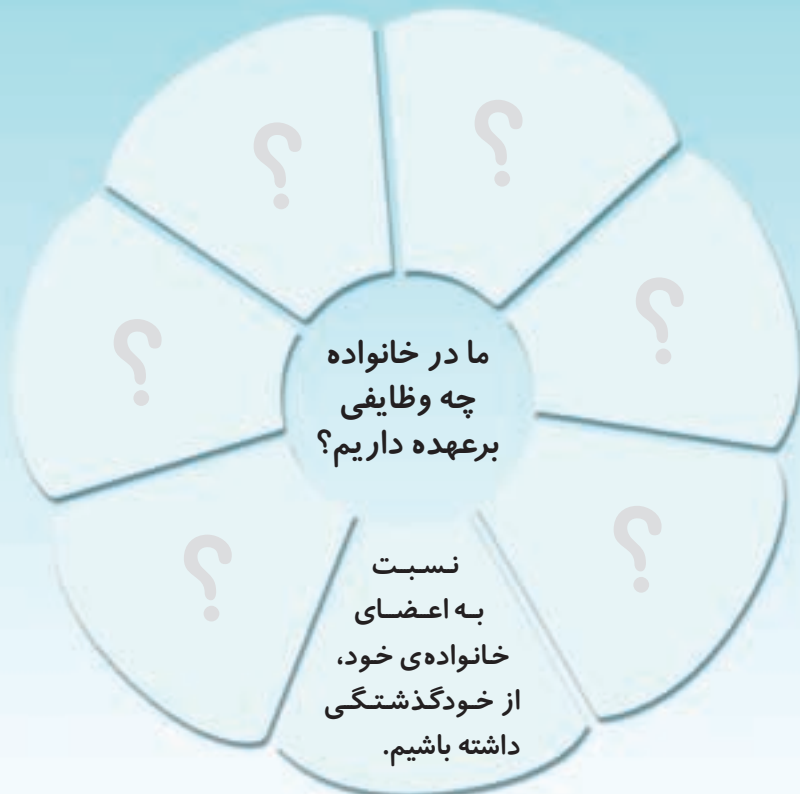 ؟
؟
؟
؟
ما در خانواده
چه وظایفی
برعهده داریم؟
؟
؟
نسبت
به اعضای
خانواده‌ی خود،
از خودگذشتگی
داشته باشیم.